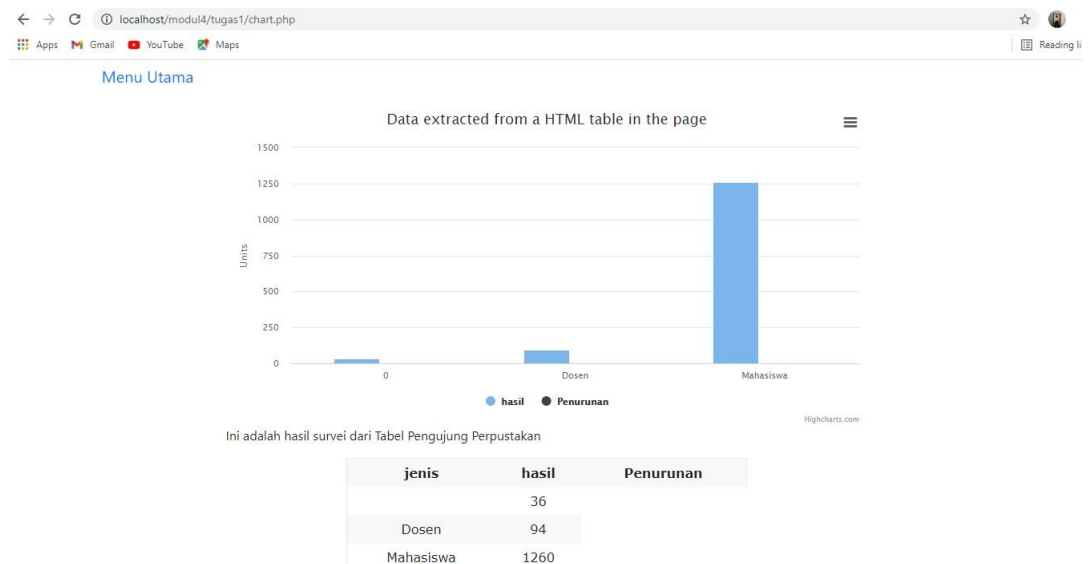 localhost/modul4/tugas1/chart.php
Apps Gmail YouTube Maps Reading li
Menu Utama
Data extracted from a HTML table in the page
1500
1250
1000
750
500
250
0
Units
0 Dosen Mahasiswa
hasil Penurunan
Highcharts.com
Ini adalah hasil survei dari Tabel Pengujung Perpustakan
jenis hasil Penurunan
36
Dosen 94
Mahasiswa 1260